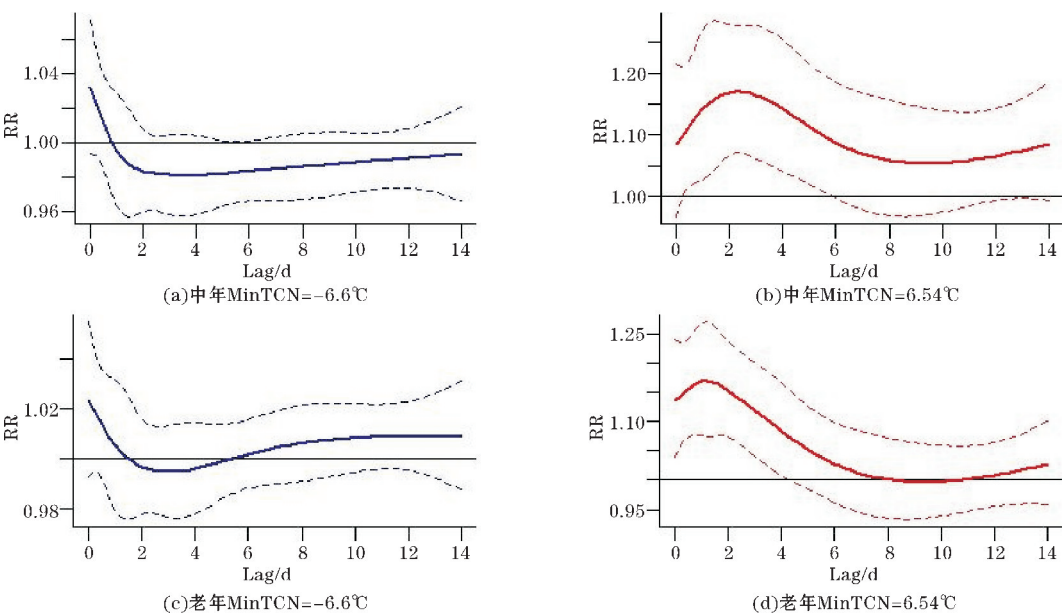 RR
1.04
1.00
0.96
0 2 4 6 8 10 12 14
Lag/d
(a)中年MinTCN=-6.6℃
RR
1.20
1.10
1.00
0 2 4 6 8 10 12 14
Lag/d
(b)中年MinTCN=6.54℃
RR
1.02
0.98
0 2 4 6 8 10 12 14
Lag/d
(c)老年MinTCN=-6.6℃
RR
1.25
1.10
0.95
0 2 4 6 8 10 12 14
Lag/d
(d)老年MinTCN=6.54℃